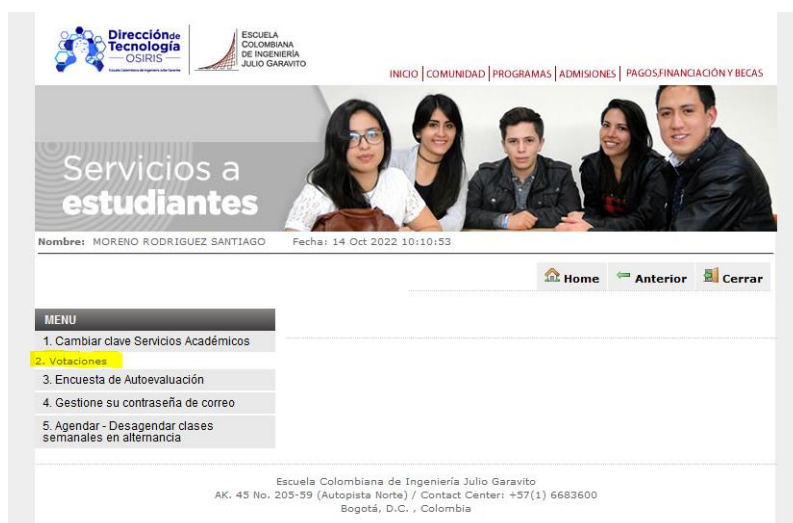 Dirección de
Tecnología
OSIRIS
ESCUELA
COLOMBIANA
DE INGENIERÍA
JULIO GARAVITO
INICIO | COMUNIDAD | PROGRAMAS | ADMISIONES | PAGOS,FINANCIACIÓN Y BECAS
Servicios a
estudiantes
Nombre: MORENO RODRIGUEZ SANTIAGO Fecha: 14 Oct 2022 10:10:53
Home Anterior Cerrar
MENU
1. Cambiar clave Servicios Académicos
2. Votaciones
3. Encuesta de Autoevaluación
4. Gestione su contraseña de correo
5. Agendar - Desagendar clases
semanales en alternancia
Escuela Colombiana de Ingeniería Julio Garavito
AK. 45 No. 205-59 (Autopista Norte) / Contact Center: +57(1) 6683600
Bogotá, D.C. , Colombia